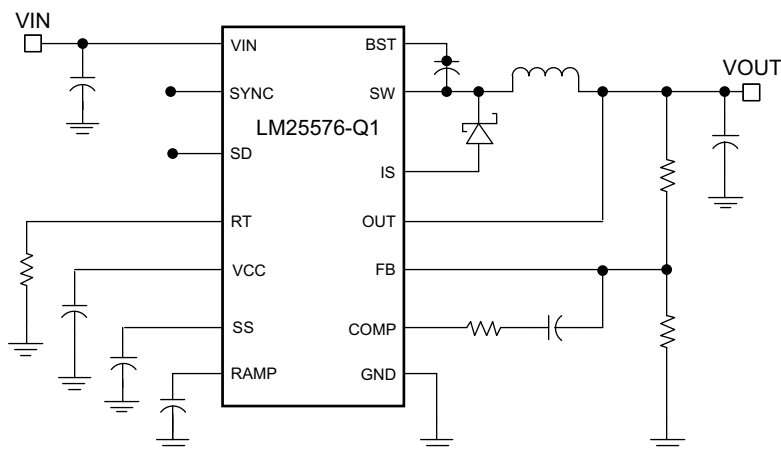 VIN
VOUT
LM25576-Q1
VIN
SYNC
SD
RT
VCC
SS
RAMP
BST
SW
IS
OUT
FB
COMP
GND